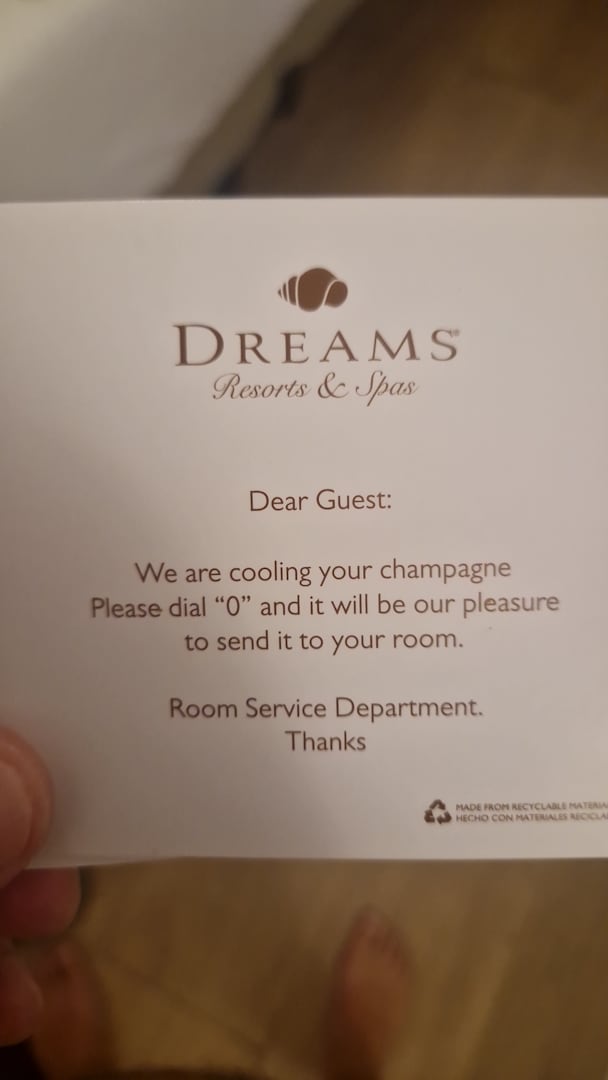 DREAMS®
Resorts & Spas
Dear Guest:
We are cooling your champagne
Please dial “0” and it will be our pleasure
to send it to your room.
Room Service Department.
Thanks
MADE FROM RECYCLABLE
HECHO CON MATERIALES